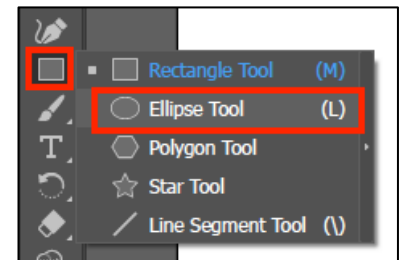 Rectangle Tool (M)
Ellipse Tool (L)
Polygon Tool
Star Tool
Line Segment Tool (\)